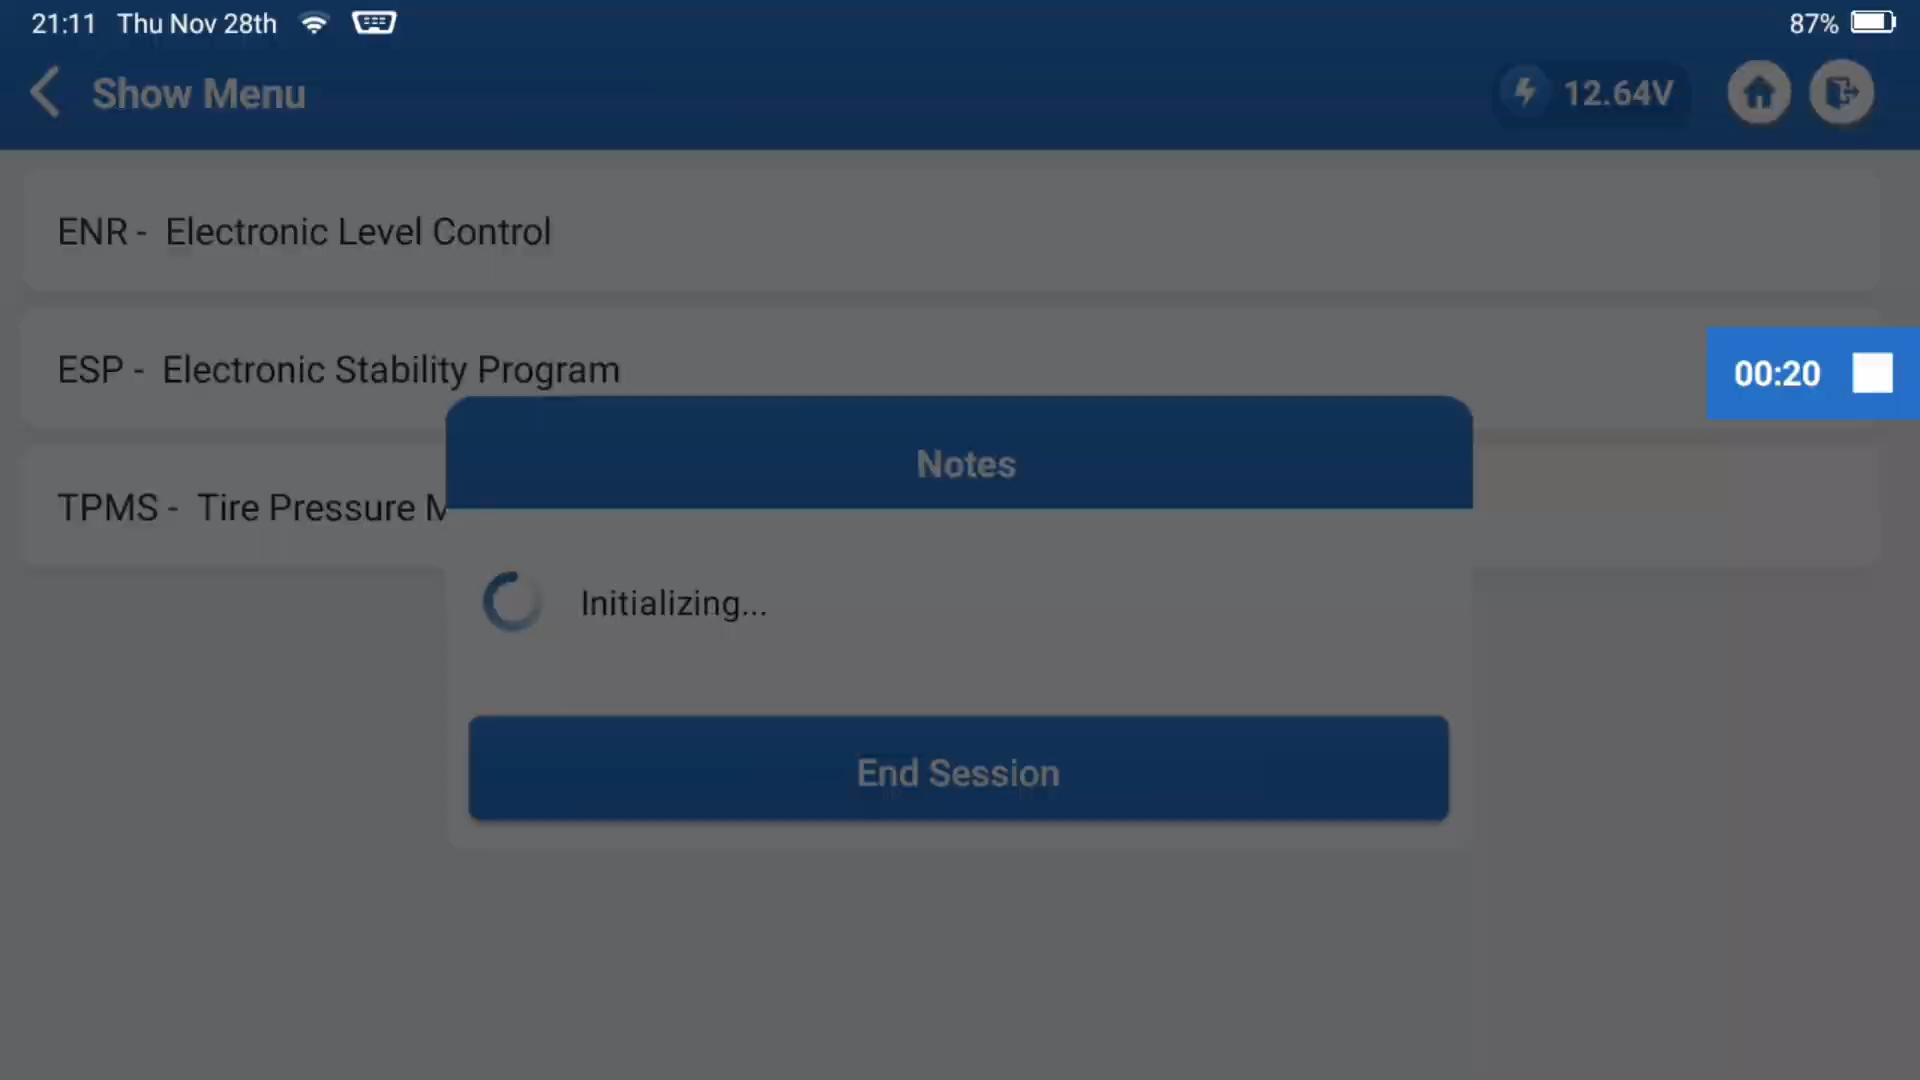 21:11 Thu Nov 28th
87%
Show Menu
12.64V
ENR - Electronic Level Control
ESP - Electronic Stability Program
00:20
Notes
TPMS - Tire Pressure
Initializing...
End Session